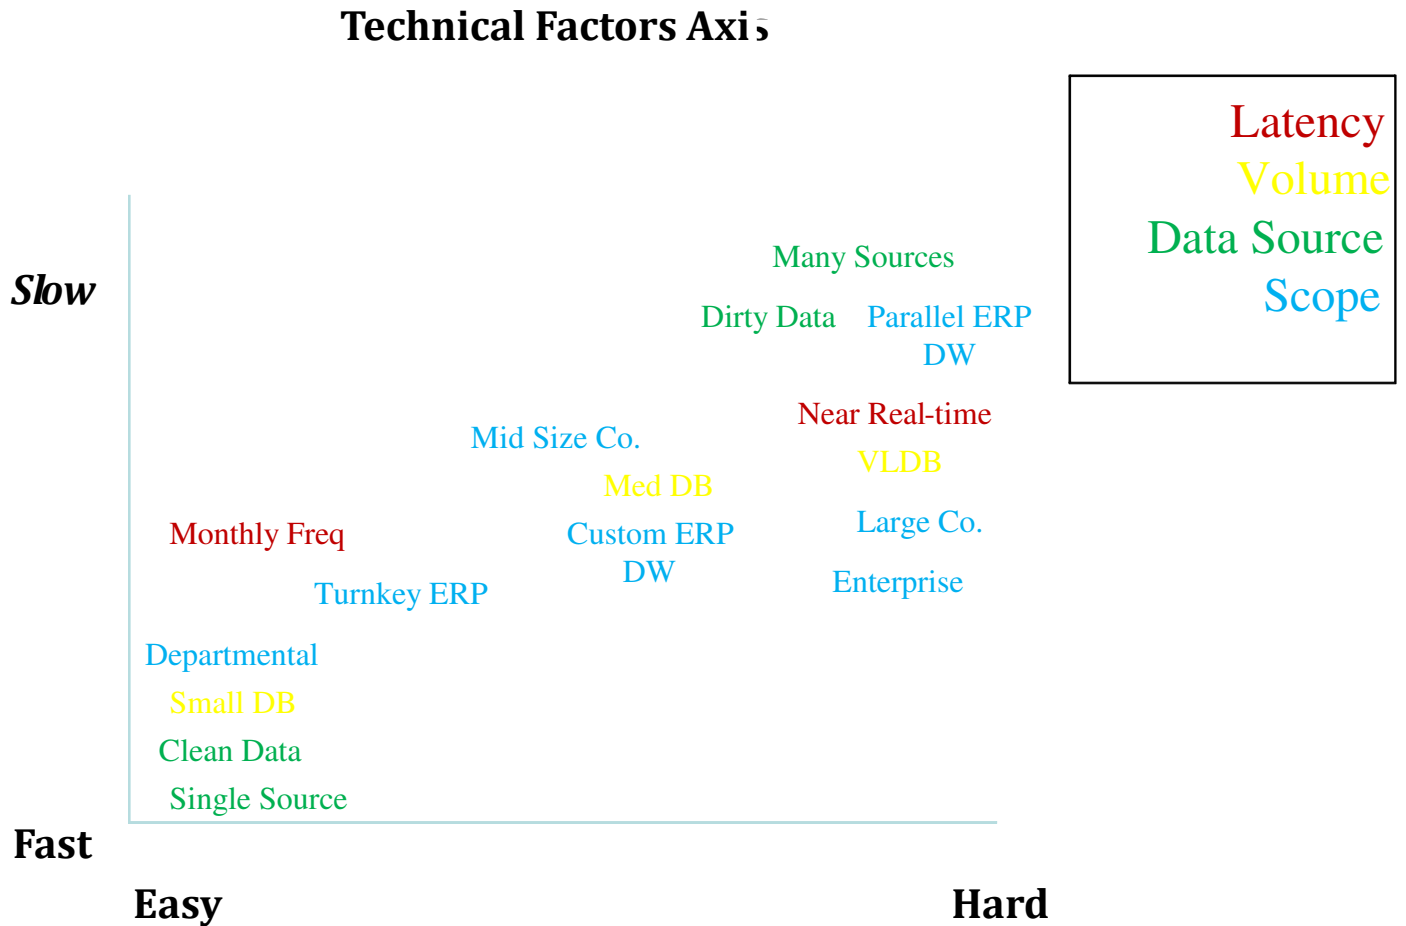 Technical Factors Axis
Latency
Volume
Data Source
Scope
Slow
Many Sources
Dirty Data
Parallel ERP
DW
Near Real-time
Mid Size Co.
VLDB
Med DB
Monthly Freq
Custom ERP
DW
Large Co.
Turnkey ERP
Enterprise
Departmental
Small DB
Clean Data
Single Source
Fast
Easy
Hard